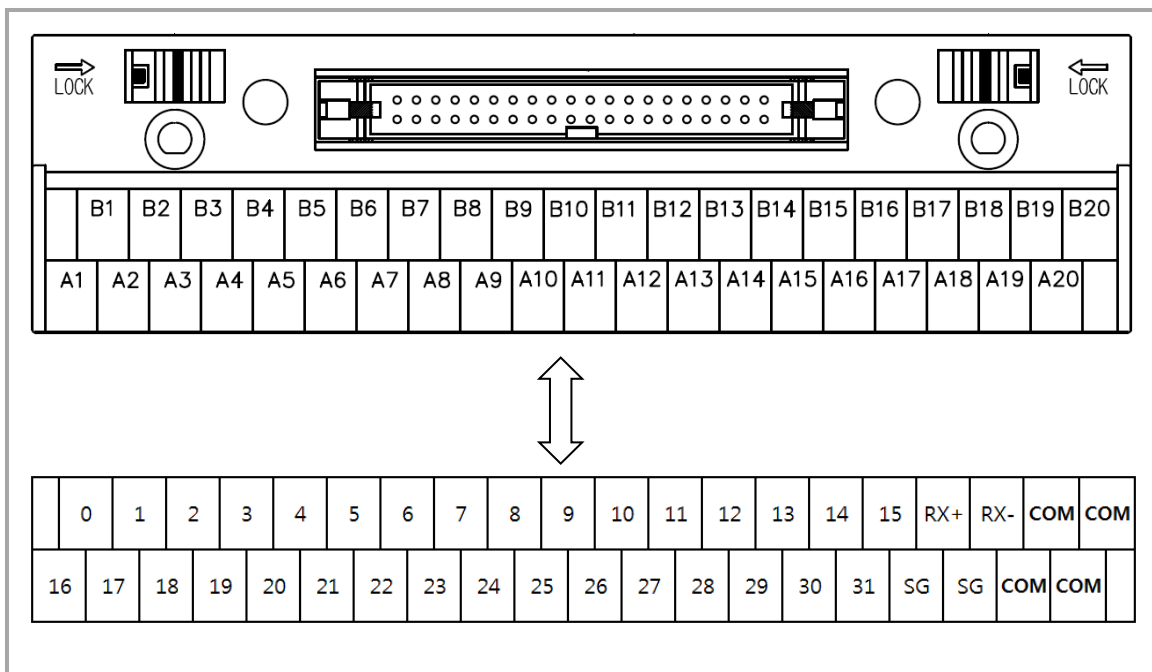 LOCK LOCK
B1 B2 B3 B4 B5 B6 B7 B8 B9 B10 B11 B12 B13 B14 B15 B16 B17 B18 B19 B20
A1 A2 A3 A4 A5 A6 A7 A8 A9 A10 A11 A12 A13 A14 A15 A16 A17 A18 A19 A20
0 1 2 3 4 5 6 7 8 9 10 11 12 13 14 15 RX+ RX- COM COM
16 17 18 19 20 21 22 23 24 25 26 27 28 29 30 31 SG SG COM COM